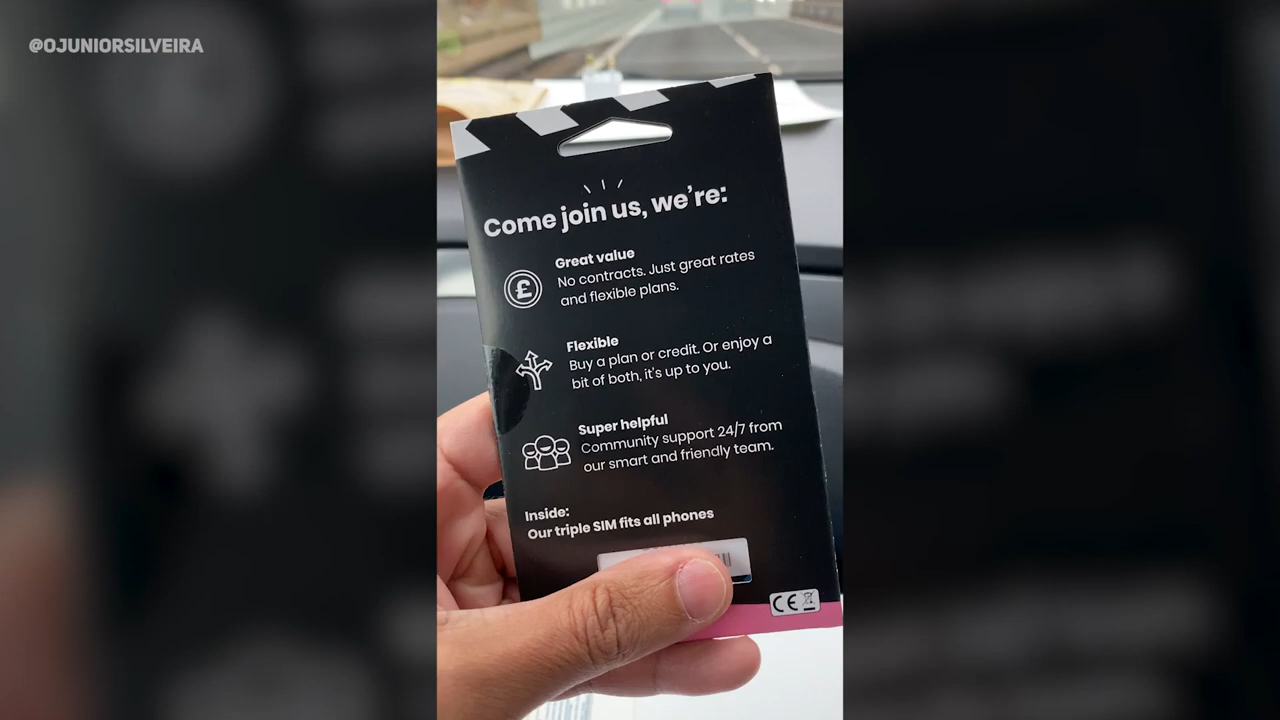 @OJUNIORSILVEIRA
Come join us, we're:
£
Great value
No contracts. Just great rates
and flexible plans.
Flexible
Buy a plan or credit. Or enjoy a
bit of both, it's up to you.
Super helpful
Community support 24/7 from
our smart and friendly team.
Inside:
Our triple SIM fits all phones
CE